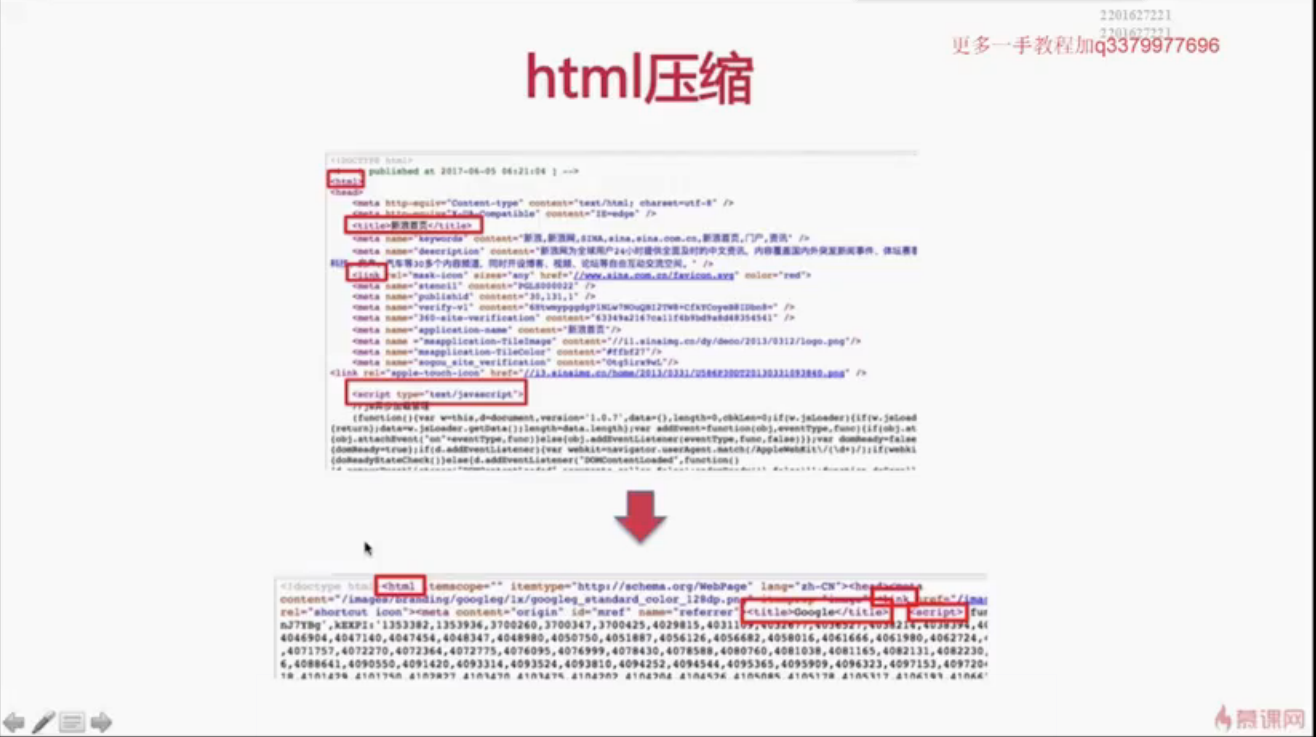 2201627221
2201627221
更多一手教程加q3379977696
html压缩
<!DOCTYPE html>
published at 2017-06-05 06:21:04 ] -->
<html>
<head>
<meta http-equiv="Content-type" content="text/html; charset=utf-8" />
<meta http-equiv="X-UA-Compatible" content="IE=edge" />
<title>新浪首页</title>
<meta name="keywords" content="新浪,新浪网,SINA,sina,sina.com.cn,新浪首页,门户,资讯" />
<meta name="description" content="新浪网为全球用户24小时提供全面及时的中文资讯，内容覆盖国内外突发新闻事件、体坛赛
科技、 汽车等30多个内容频道，同时开设博客、视频、论坛等自由互动交流空间。" />
<link rel="mask-icon" sizes="any" href="//www.sina.com.cn/favicon.svg" color="red">
<meta name="stencil" content="PGLS000022" />
<meta name="publishid" content="30,131,1" />
<meta name="verify-v1" content= />
<meta name="360-site-verification" content="63349a2167ca11f4b9bd9a8d48354541" />
<meta name="application-name" content="新浪首页"/>
<meta name ="msapplication-TileImage" content="//i1.sinaimg.cn/dy/deco/2013/0312/logo.png"/>
<meta name="msapplication-TileColor" content="#ffbf27"/>
<meta name="sogou_site_verification" content="Otg5irx9wL"/>
<link rel="apple-touch-icon" href="//i3.sinaimg.cn/home/2013/0331/U586P30DT20130331093840.png" />
<script type="text/javascript">
(function(){var w=this,d=document,version='1.0.7',data={},length=0,cbkLen=0;if(w.jsLoader){if(w.jsLoad
{return};data=w.jsLoader.getData();length=data.length};var addEvent=function(obj,eventType,func){if(obj.at
{obj.attachEvent("on"+eventType,func)}else{obj.addEventListener(eventType,func,false)}};var domReady=false
{domReady=true};if(d.addEventListener){var webkit=navigator.userAgent.match(/AppleWebKit\/(\d+)/);if(webki
{doReadyStateCheck()}else{d.addEventListener("DOMContentLoaded",function()
<!doctype html <html itemscope="" itemtype="http://schema.org/WebPage" lang="zh-CN"><head><meta
content="/images/branding/googleg/1x/googleg_standard_color_128dp.png link href="/ima
rel="shortcut icon"><meta content="origin" id="mref" name="referrer"><title>Google</title> <script>
nJ7YBg',kEXPI:'1353382,1353936,3700260,3700347,3700425,4029815
4046904,4047140,4047454,4048347,4048980,4050750,4051887,4056126,4056682,4058016,4061666,4061980,4062724
,4071757,4072270,4072364,4072775,4076095,4076999,4078430,4078588,4080760,4081038,4081165,4082131,4082230
6,4088641,4090550,4091420,4093314,4093524,4093810,4094252,4094544,4095365,4095909,4096323,4097153
慕课网